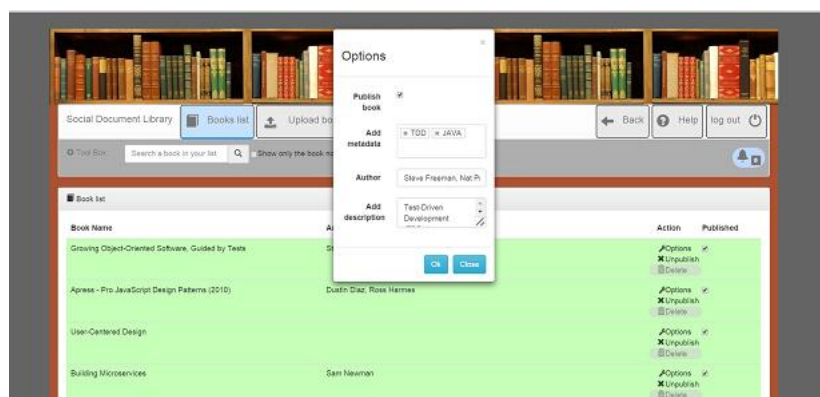 Options
×
Publish book
Add metadata
× TDD × JAVA
Author
Steve Freeman, Nat
Add description
Test-Driven
Development
Ok Close
Social Document Library Books list Upload Back Help log out
Tool Box: Search a book in your list Show only the book
Book list
Book Name Action Published
Growing Object-Oriented Software, Guided by Tests Options
Unpublish
Delete
Apress - Pro JavaScript Design Patterns (2010) Dustin Diaz, Ross Harmes Options
Unpublish
Delete
User-Centered Design Options
Unpublish
Delete
Building Microservices Sam Newman Options
Unpublish
Delete